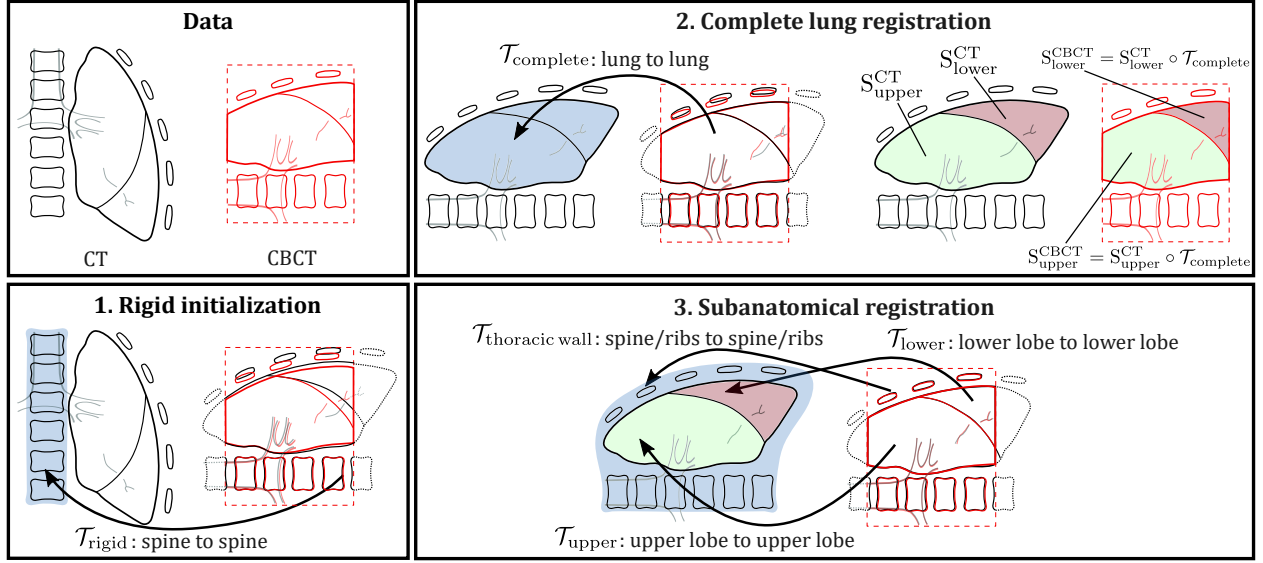 Data
CT
CBCT
1. Rigid initialization
𝒯rigid : spine to spine
2. Complete lung registration
𝒯complete : lung to lung
S^CT_upper
S^CT_lower
S^CBCT_lower = S^CT_lower ∘ 𝒯complete
S^CBCT_upper = S^CT_upper ∘ 𝒯complete
3. Subanatomical registration
𝒯thoracic wall : spine/ribs to spine/ribs
𝒯lower : lower lobe to lower lobe
𝒯upper : upper lobe to upper lobe